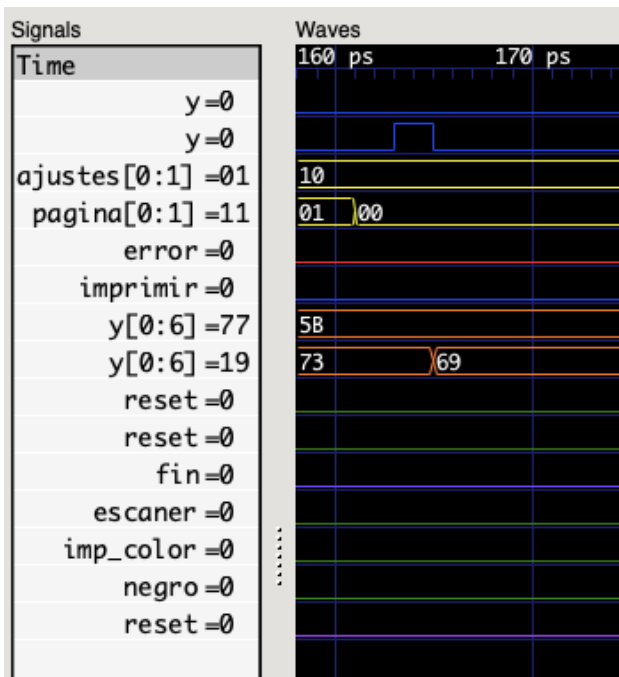 Signals
Waves
Time
160 ps 170 ps
y=0
y=0
ajustes[0:1] =01
10
pagina[0:1] =11
01 00
error=0
imprimir=0
y[0:6] =77
5B
y[0:6] =19
73 69
reset=0
reset=0
fin=0
escaner=0
imp_color=0
negro=0
reset=0